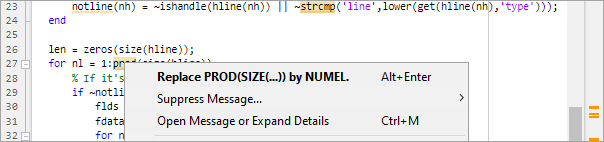 23 notline(nh) = ~ishandle(hline(nh)) || ~strcmp('line',lower(get(hline(nh),'type')));
24 end
25
26 len = zeros(size(hline));
27 for nl = 1:prod(size(hline))
28 % If it's
Replace PROD(SIZE(...)) by NUMEL. Alt+Enter
29 if ~notli
Suppress Message...
30 flds
Open Message or Expand Details Ctrl+M
31 fdata
32 for n